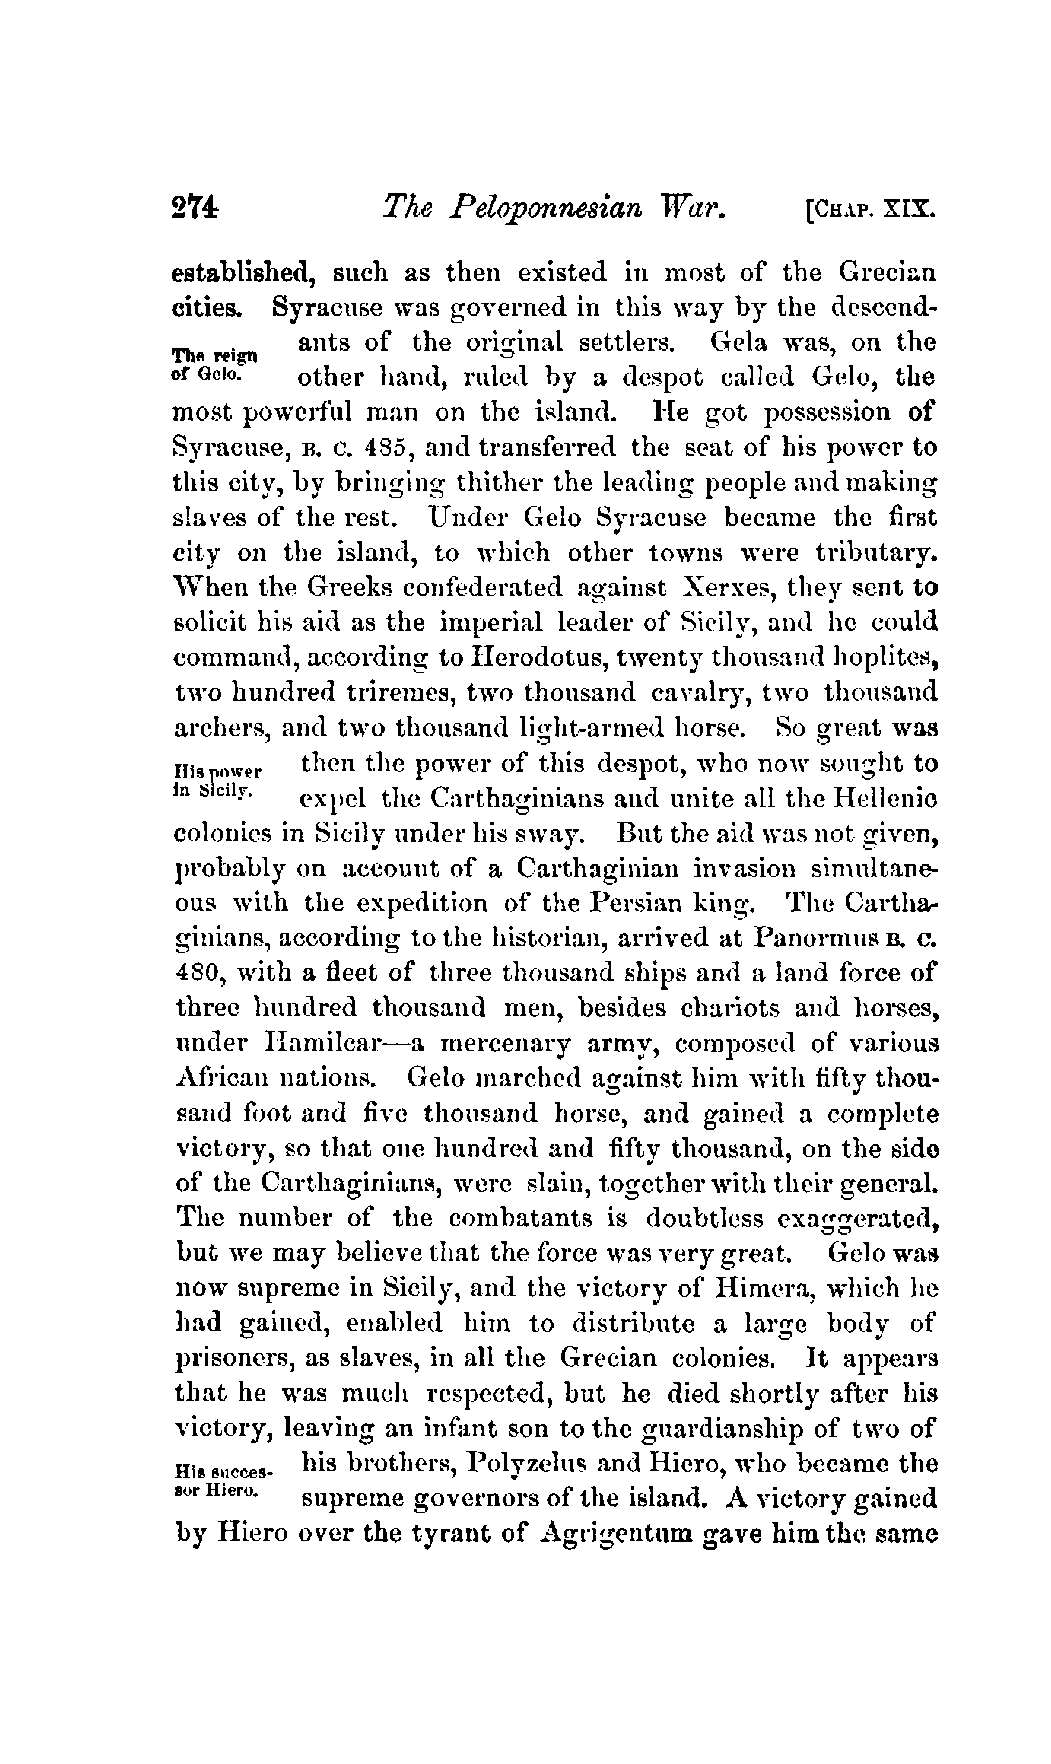 274 The Peloponnesian War. [CHAP. XIX.
established, such as then existed in most of the Grecian
cities. Syracuse was governed in this way by the descend-
ants of the original settlers. Gela was, on the
The reign
of Gelo.
other hand, ruled by a despot called Gelo, the
most powerful man on the island. He got possession of
Syracuse, B. C. 485, and transferred the seat of his power to
this city, by bringing thither the leading people and making
slaves of the rest. Under Gelo Syracuse became the first
city on the island, to which other towns were tributary.
When the Greeks confederated against Xerxes, they sent to
solicit his aid as the imperial leader of Sicily, and he could
command, according to Herodotus, twenty thousand hoplites,
two hundred triremes, two thousand cavalry, two thousand
archers, and two thousand light-armed horse. So great was
His power
in Sicily.
then the power of this despot, who now sought to
expel the Carthaginians and unite all the Hellenic
colonies in Sicily under his sway. But the aid was not given,
probably on account of a Carthaginian invasion simultane-
ous with the expedition of the Persian king. The Cartha-
ginians, according to the historian, arrived at Panormus B. C.
480, with a fleet of three thousand ships and a land force of
three hundred thousand men, besides chariots and horses,
under Hamilcar—a mercenary army, composed of various
African nations. Gelo marched against him with fifty thou-
sand foot and five thousand horse, and gained a complete
victory, so that one hundred and fifty thousand, on the side
of the Carthaginians, were slain, together with their general.
The number of the combatants is doubtless exaggerated,
but we may believe that the force was very great. Gelo was
now supreme in Sicily, and the victory of Himera, which he
had gained, enabled him to distribute a large body of
prisoners, as slaves, in all the Grecian colonies. It appears
that he was much respected, but he died shortly after his
victory, leaving an infant son to the guardianship of two of
His succes-
sor Hiero.
his brothers, Polyzelus and Hiero, who became the
supreme governors of the island. A victory gained
by Hiero over the tyrant of Agrigentum gave him the same